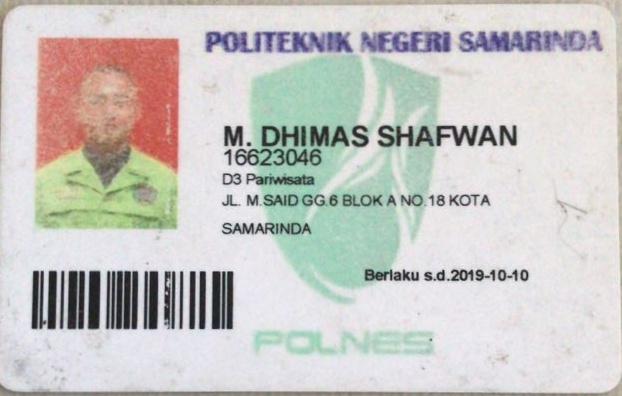 POLITEKNIK NEGERI SAMARINDA
M. DHIMAS SHAFWAN
16623046
D3 Pariwisata
JL. M.SAID GG.6 BLOK A NO.18 KOTA
SAMARINDA
Berlaku s.d.2019-10-10
POLNES